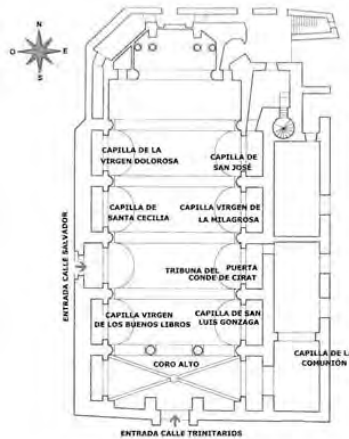 N
O E
S
CAPILLA DE LA
VIRGEN DOLOROSA
CAPILLA DE
SAN JOSÉ
CAPILLA DE
SANTA CECILIA
CAPILLA VIRGEN DE
LA MILAGROSA
ENTRADA CALLE SALVADOR
TRIBUNA DEL
CONDE DE CIRAT
PUERTA
CAPILLA VIRGEN
DE LOS BUENOS LIBROS
CAPILLA DE SAN
LUIS GONZAGA
CORO ALTO
CAPILLA DE LA
COMUNIÓN
ENTRADA CALLE TRINITARIOS